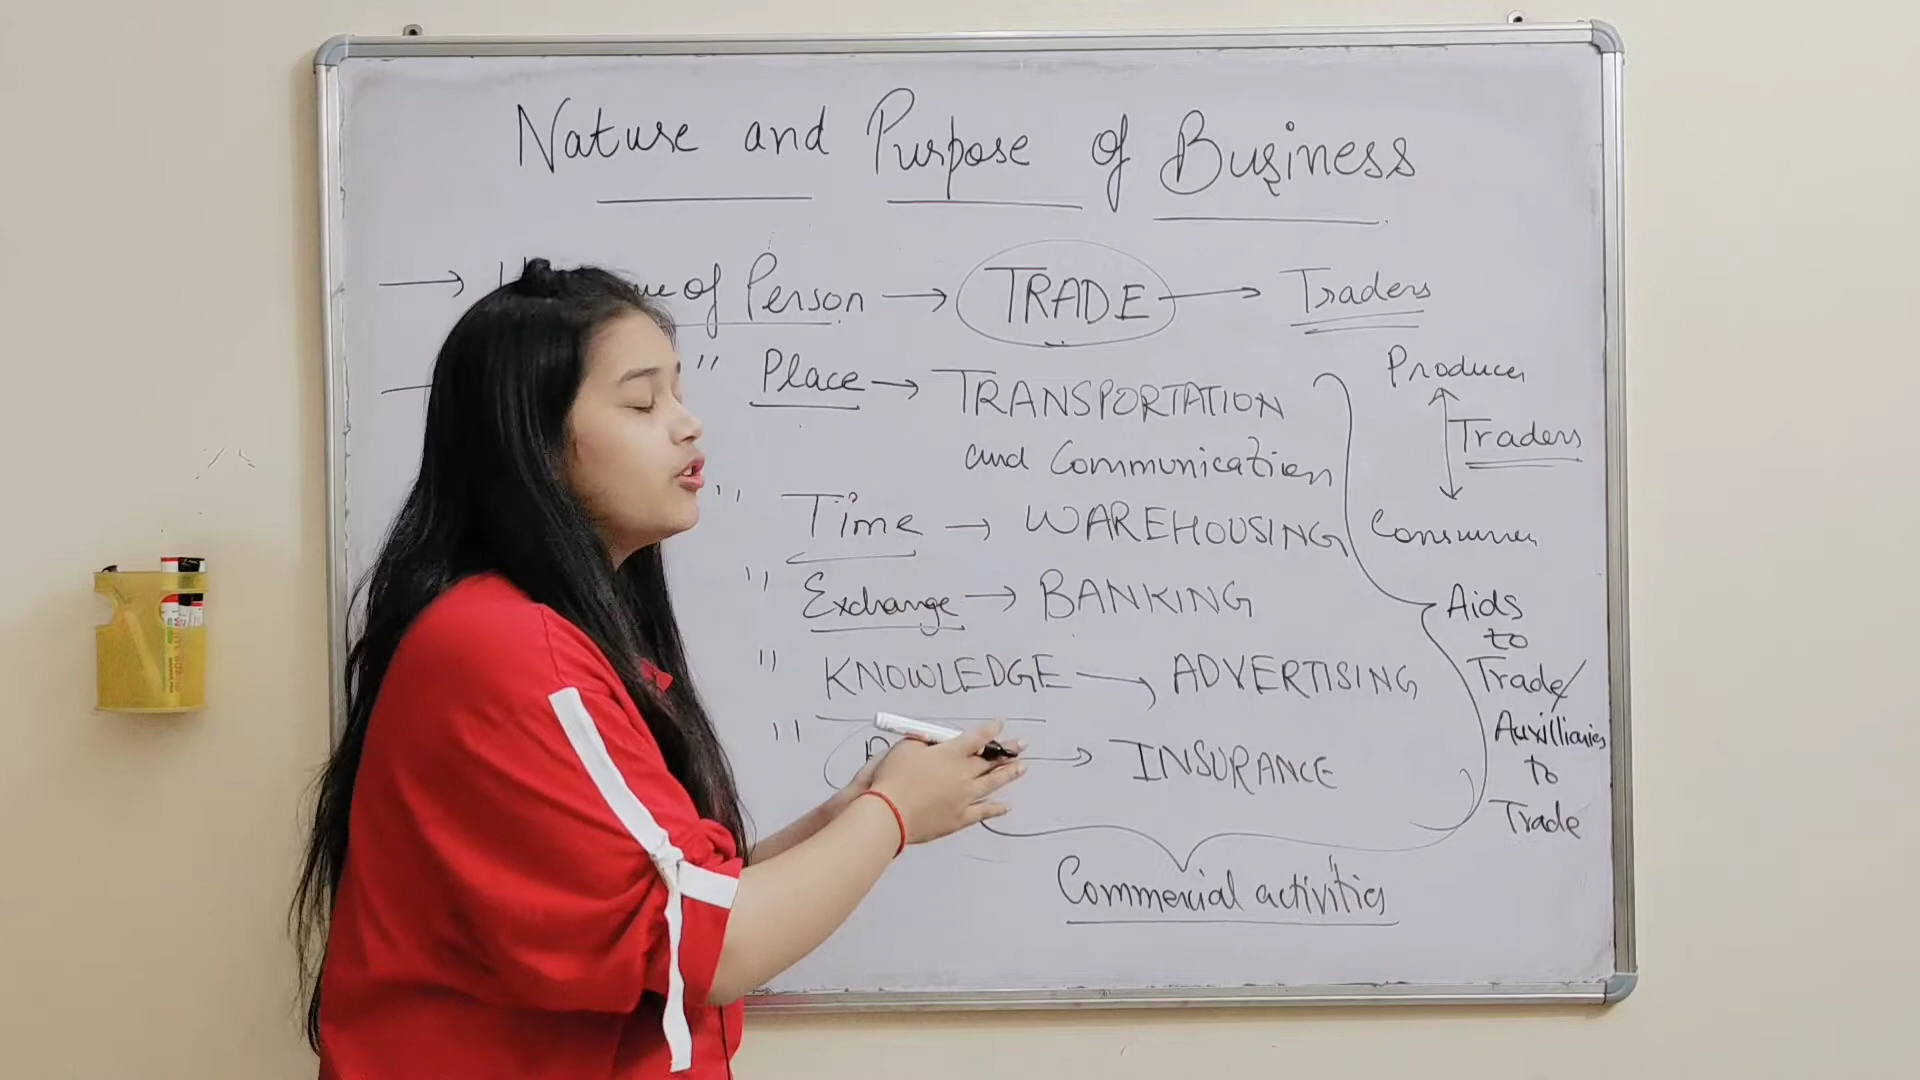 Nature and Purpose of Business
→ of Person → TRADE → Traders
" Place → TRANSPORTATION
and Communication
Producer
Traders
Consumer
" Time → WAREHOUSING
" Exchange → BANKING
" KNOWLEDGE → ADVERTISING
" → INSURANCE
Aids
to
Trade/
Auxilliaries
to
Trade
Commercial activities